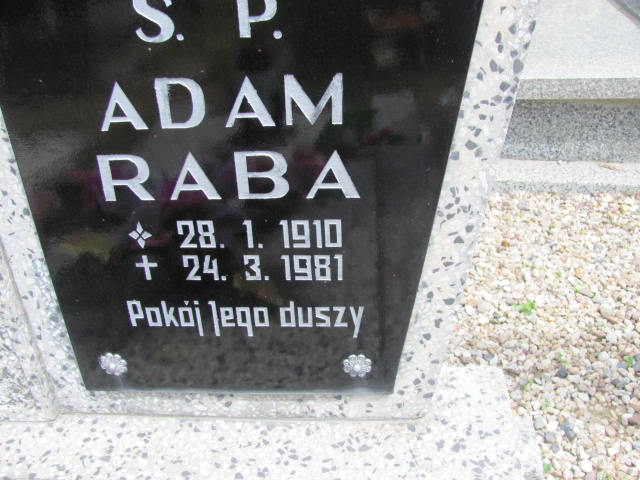 S. P.
ADAM
RABA
28. 1. 1910
✝ 24. 3. 1981
Pokój Jego duszy